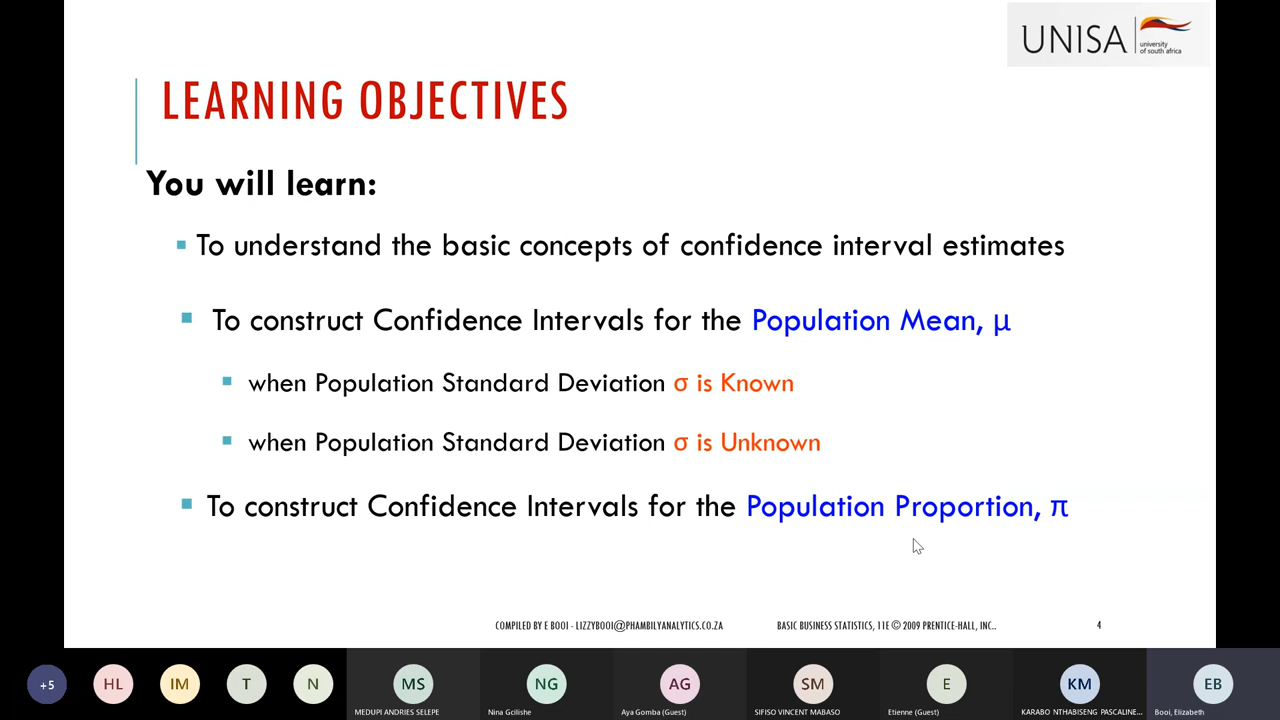 UNISA
university
of south africa
LEARNING OBJECTIVES
You will learn:
To understand the basic concepts of confidence interval estimates
To construct Confidence Intervals for the Population Mean, μ
when Population Standard Deviation σ is Known
when Population Standard Deviation σ is Unknown
To construct Confidence Intervals for the Population Proportion, π
COMPILED BY E BOOI - LIZZYBOOI@PHAMBILYANALYTICS.CO.ZA BASIC BUSINESS STATISTICS, 11E © 2009 PRENTICE-HALL, INC.. 4
+5 HL IM T N MS NG AG SM E KM EB
MEDUPI ANDRIES SELEPE Nina Gcilishe Aya Gomba (Guest) SIFISO VINCENT MABASO Etienne (Guest) KARABO NTHABISENG PASCALINE... Booi, Elizabeth